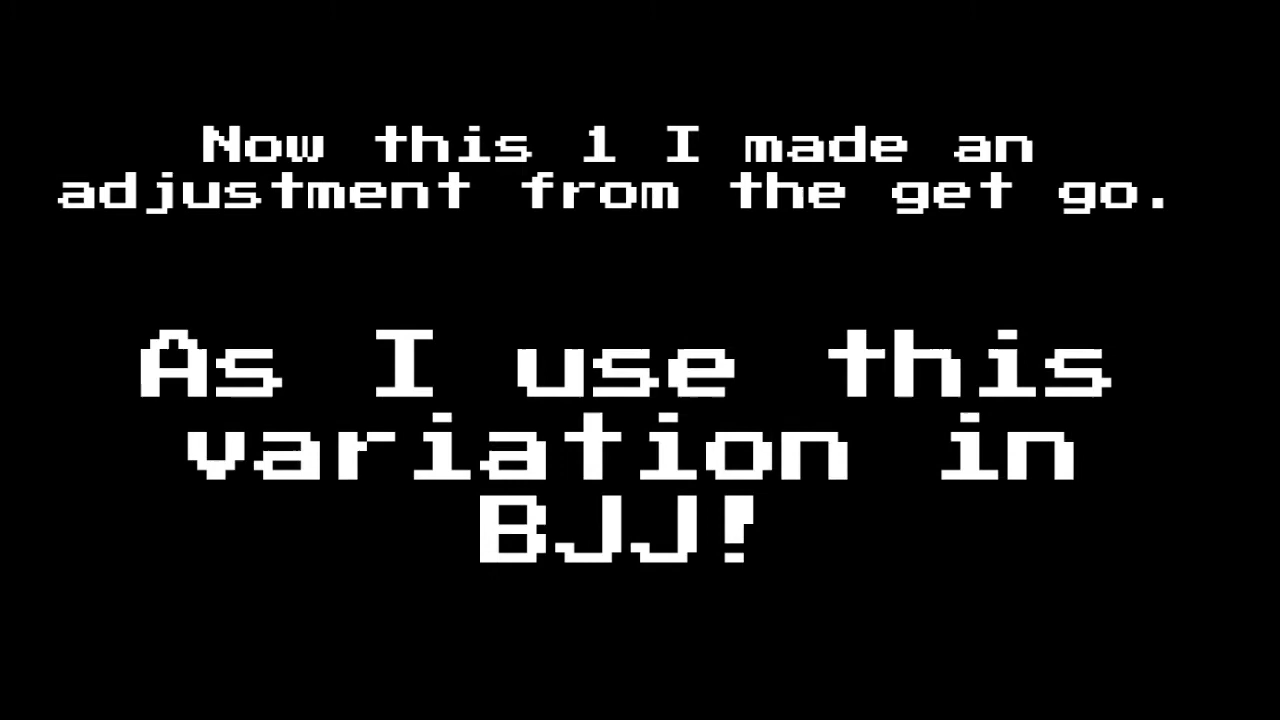 Now this 1 I made an
adjustment from the get go.
As I use this
variation in
BJJ!